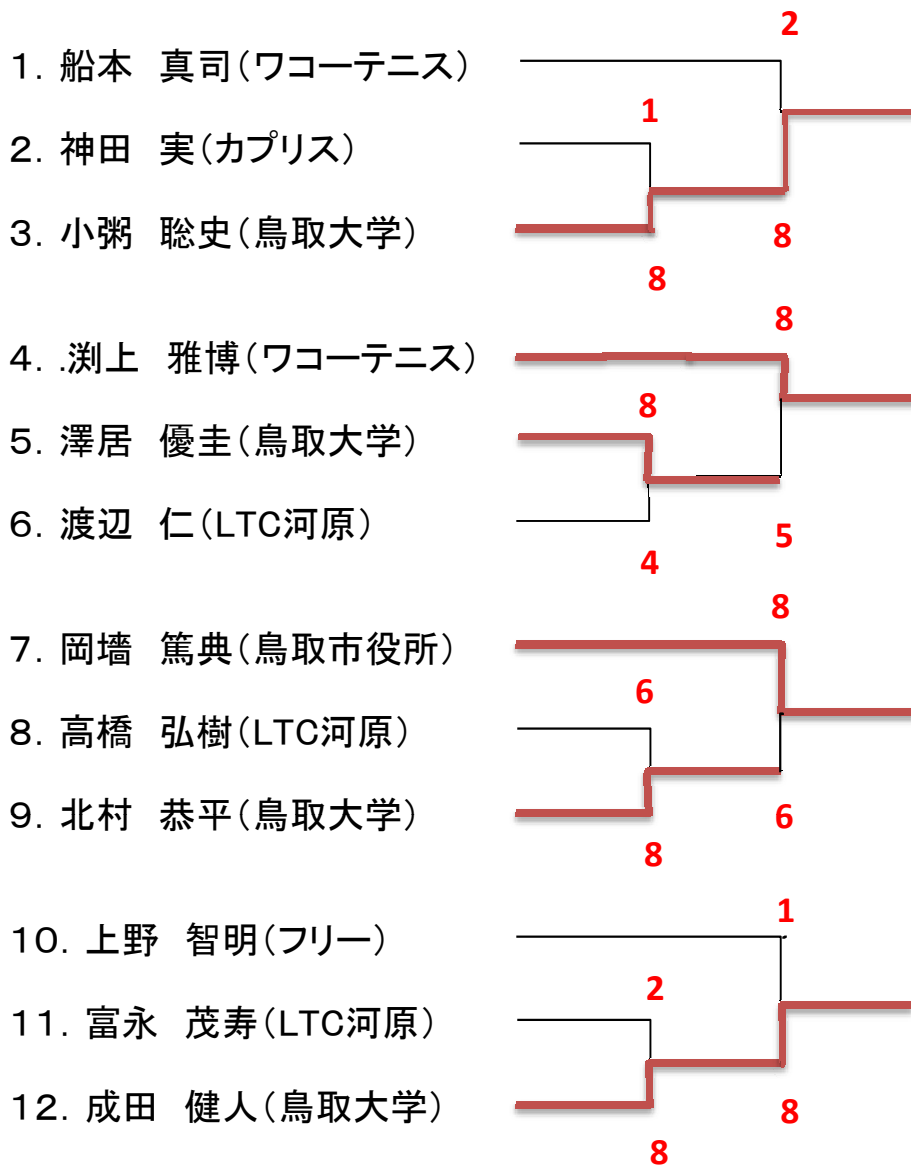 2
1. 船本　真司(ワコーテニス)
1
2. 神田　実(カプリス)
3. 小粥　聡史(鳥取大学)
8
8
8
4. .渕上　雅博(ワコーテニス)
8
5. 澤居　優圭(鳥取大学)
6. 渡辺　仁(LTC河原)
5
4
8
7. 岡墻　篤典(鳥取市役所)
6
8. 高橋　弘樹(LTC河原)
9. 北村　恭平(鳥取大学)
6
8
1
10. 上野　智明(フリー)
2
11. 富永　茂寿(LTC河原)
12. 成田　健人(鳥取大学)
8
8